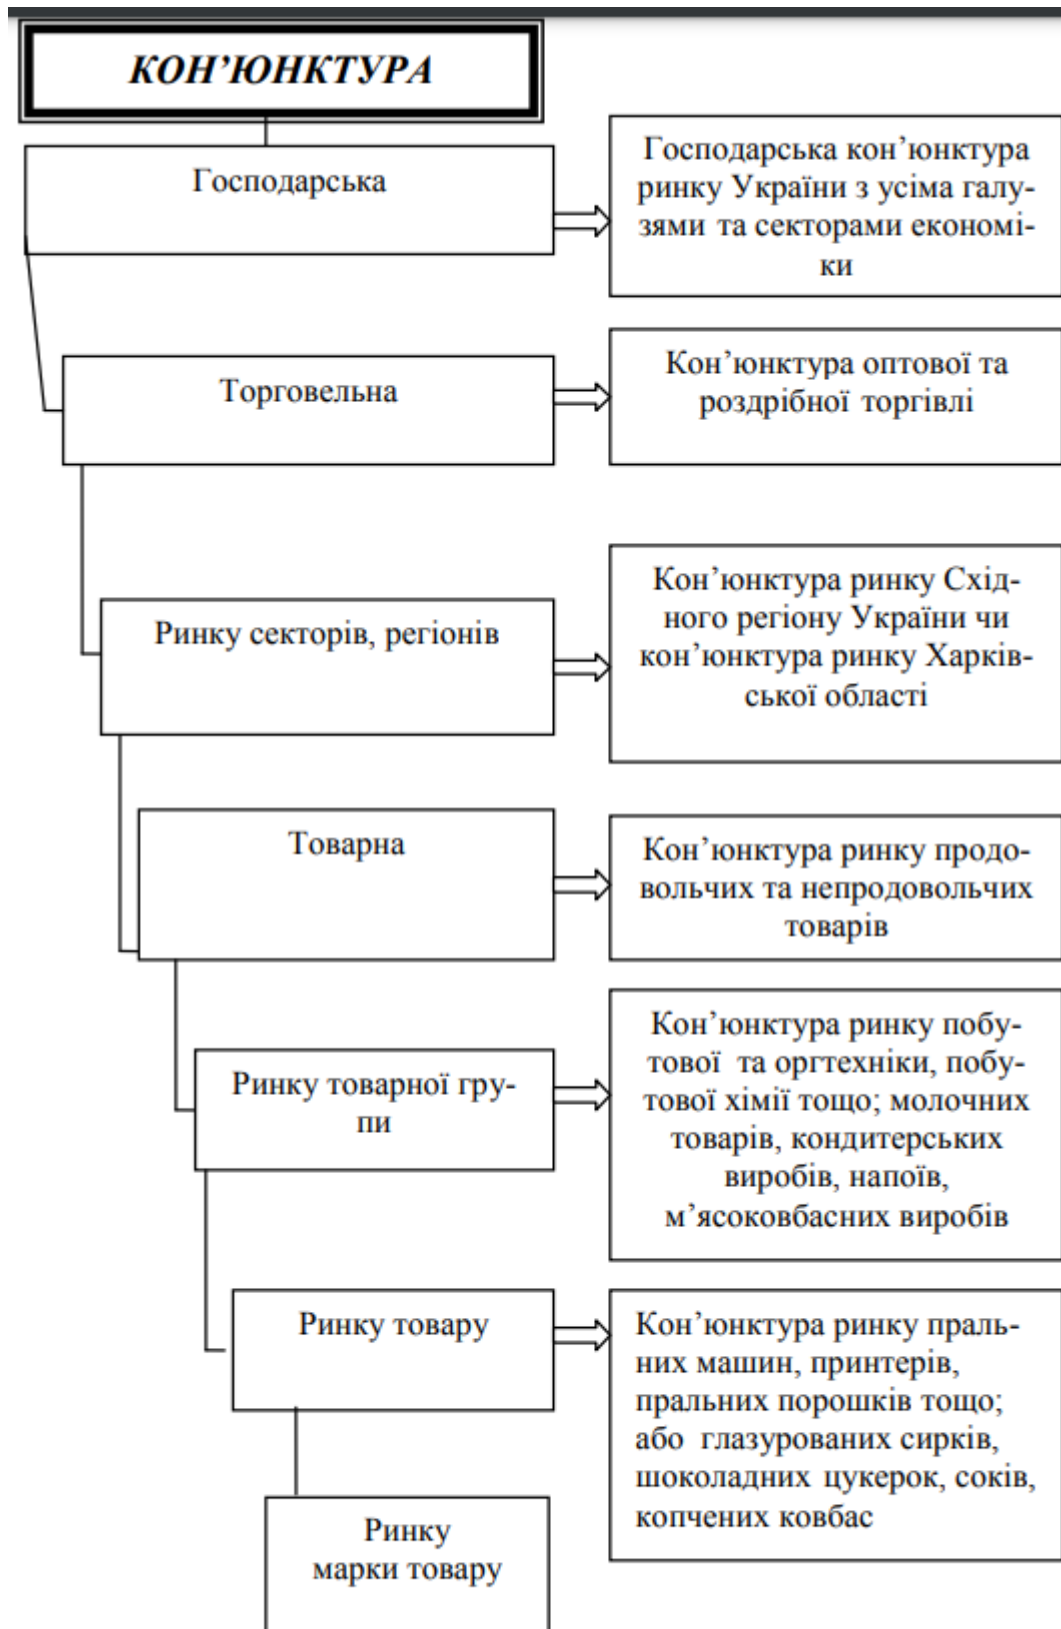 КОН’ЮНКТУРА
Господарська
Господарська кон’юнктура
ринку України з усіма галу-
зями та секторами економі-
ки
Торговельна
Кон’юнктура оптової та
роздрібної торгівлі
Ринку секторів, регіонів
Кон’юнктура ринку Схід-
ного регіону України чи
кон’юнктура ринку Харків-
ської області
Товарна
Кон’юнктура ринку продо-
вольчих та непродовольчих
товарів
Ринку товарної гру-
пи
Кон’юнктура ринку побу-
тової та оргтехніки, побу-
тової хімії тощо; молочних
товарів, кондитерських
виробів, напоїв,
м’ясоковбасних виробів
Ринку товару
Кон’юнктура ринку праль-
них машин, принтерів,
пральних порошків тощо;
або глазурованих сирків,
шоколадних цукерок, соків,
копчених ковбас
Ринку
марки товару